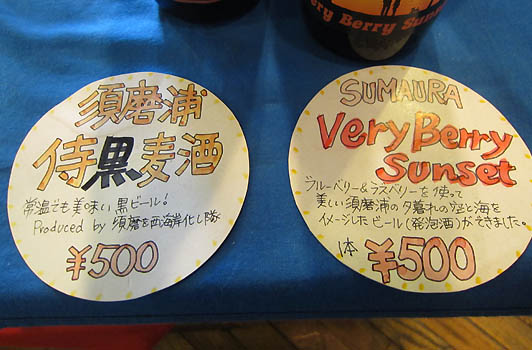 Very Berry Sunset
須磨浦
侍黒麦酒
常温でも美味い黒ビール!
Produced by 須磨を西海岸化し隊
¥500
SUMAURA
Very Berry
Sunset
ブルーベリー&ラズベリーを使って
美しい須磨浦の夕暮れの空と海を
イメージしたビール(発泡酒)ができました。
1本 ¥500